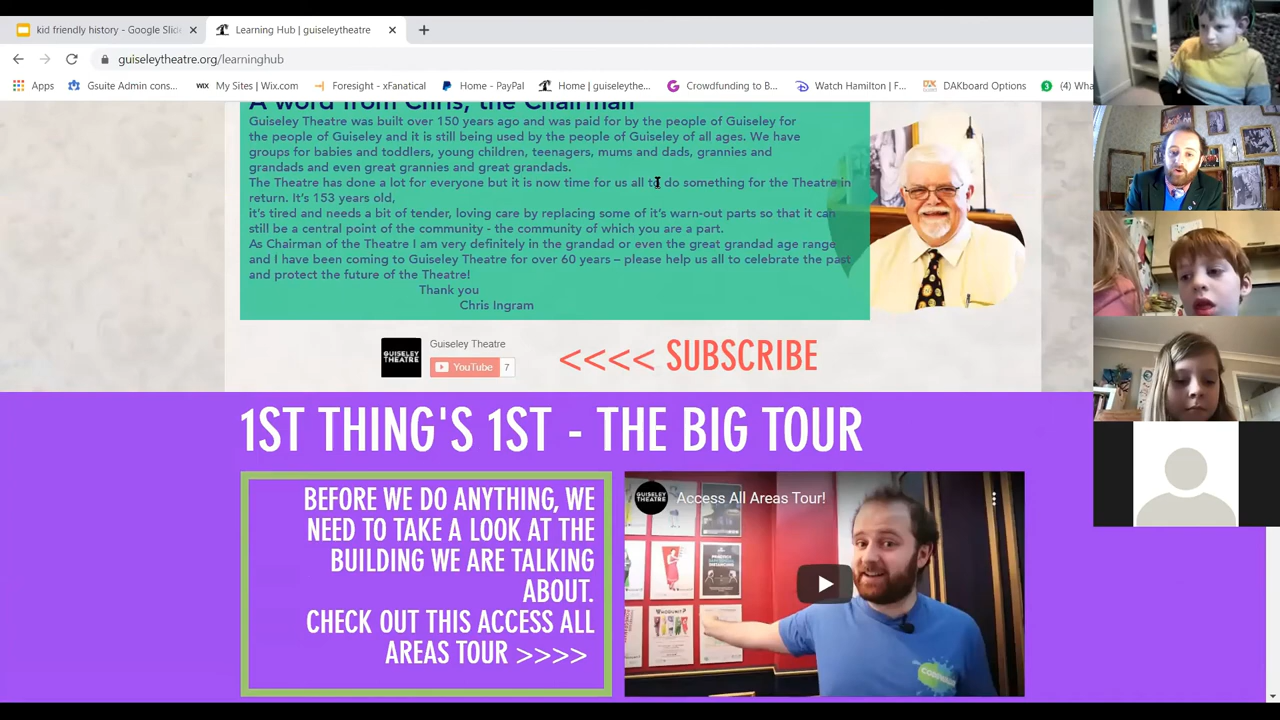 kid friendly history - Google Slide
Learning Hub | guiseleytheatre
guiseleytheatre.org/learninghub
Apps
Gsuite Admin cons...
WIX
My Sites | Wix.com
Foresight - xFanatical
Home - PayPal
Home | guiseleythe...
Crowdfunding to B...
Watch Hamilton | F...
DAKboard Options
(4) Wha
A word from Chris, the Chairman
Guiseley Theatre was built over 150 years ago and was paid for by the people of Guiseley for
the people of Guiseley and it is still being used by the people of Guiseley of all ages. We have
groups for babies and toddlers, young children, teenagers, mums and dads, grannies and
grandads and even great grannies and great grandads.
The Theatre has done a lot for everyone but it is now time for us all to do something for the Theatre in
return. It's 153 years old,
it's tired and needs a bit of tender, loving care by replacing some of it's warn-out parts so that it can
still be a central point of the community - the community of which you are a part.
As Chairman of the Theatre I am very definitely in the grandad or even the great grandad age range
and I have been coming to Guiseley Theatre for over 60 years – please help us all to celebrate the past
and protect the future of the Theatre!
Thank you
Chris Ingram
GUISELEY
THEATRE
Guiseley Theatre
YouTube 7
<<<< SUBSCRIBE
1ST THING'S 1ST - THE BIG TOUR
BEFORE WE DO ANYTHING, WE
NEED TO TAKE A LOOK AT THE
BUILDING WE ARE TALKING
ABOUT.
CHECK OUT THIS ACCESS ALL
AREAS TOUR >>>>
GUISELEY
THEATRE
Access All Areas Tour!